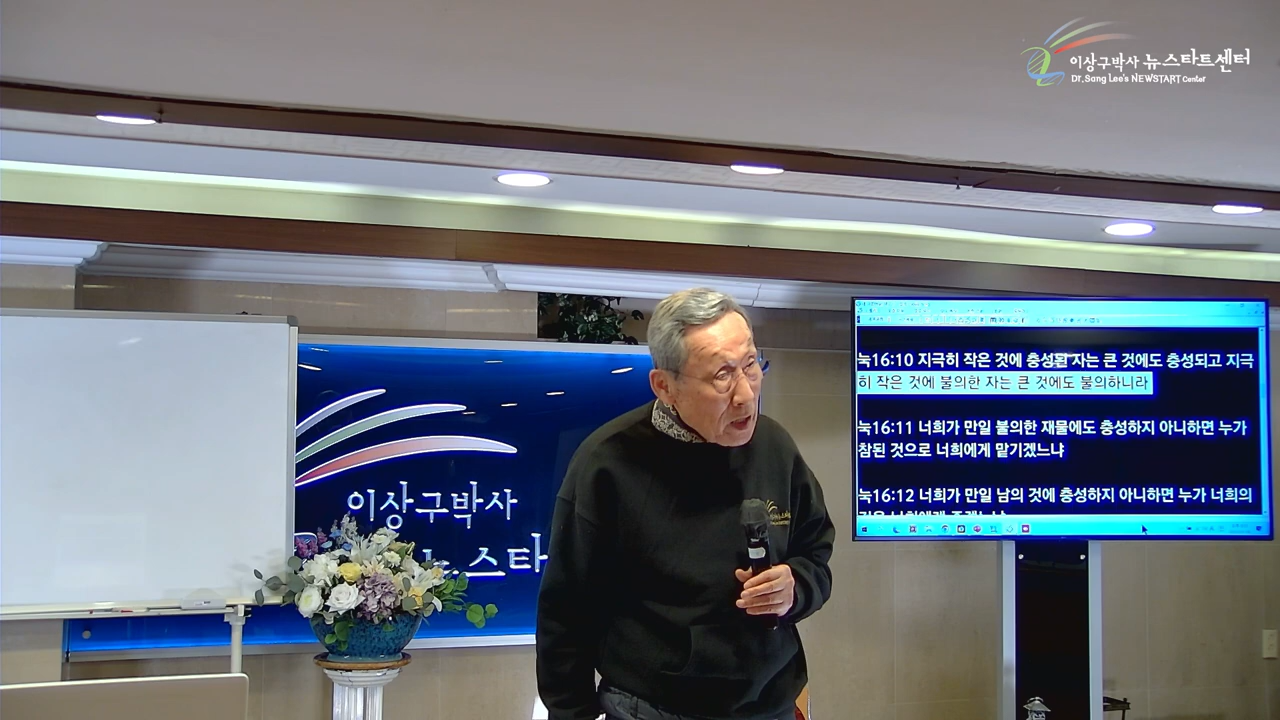 이상구박사 뉴스타트센터
Dr. Sang Lee's NEWSTART Center
눅16:10 지극히 작은 것에 충성된 자는 큰 것에도 충성되고 지극
히 작은 것에 불의한 자는 큰 것에도 불의하니라
눅16:11 너희가 만일 불의한 재물에도 충성하지 아니하면 누가
참된 것으로 너희에게 맡기겠느냐
눅16:12 너희가 만일 남의 것에 충성하지 아니하면 누가 너희의
이상구박사
뉴스타